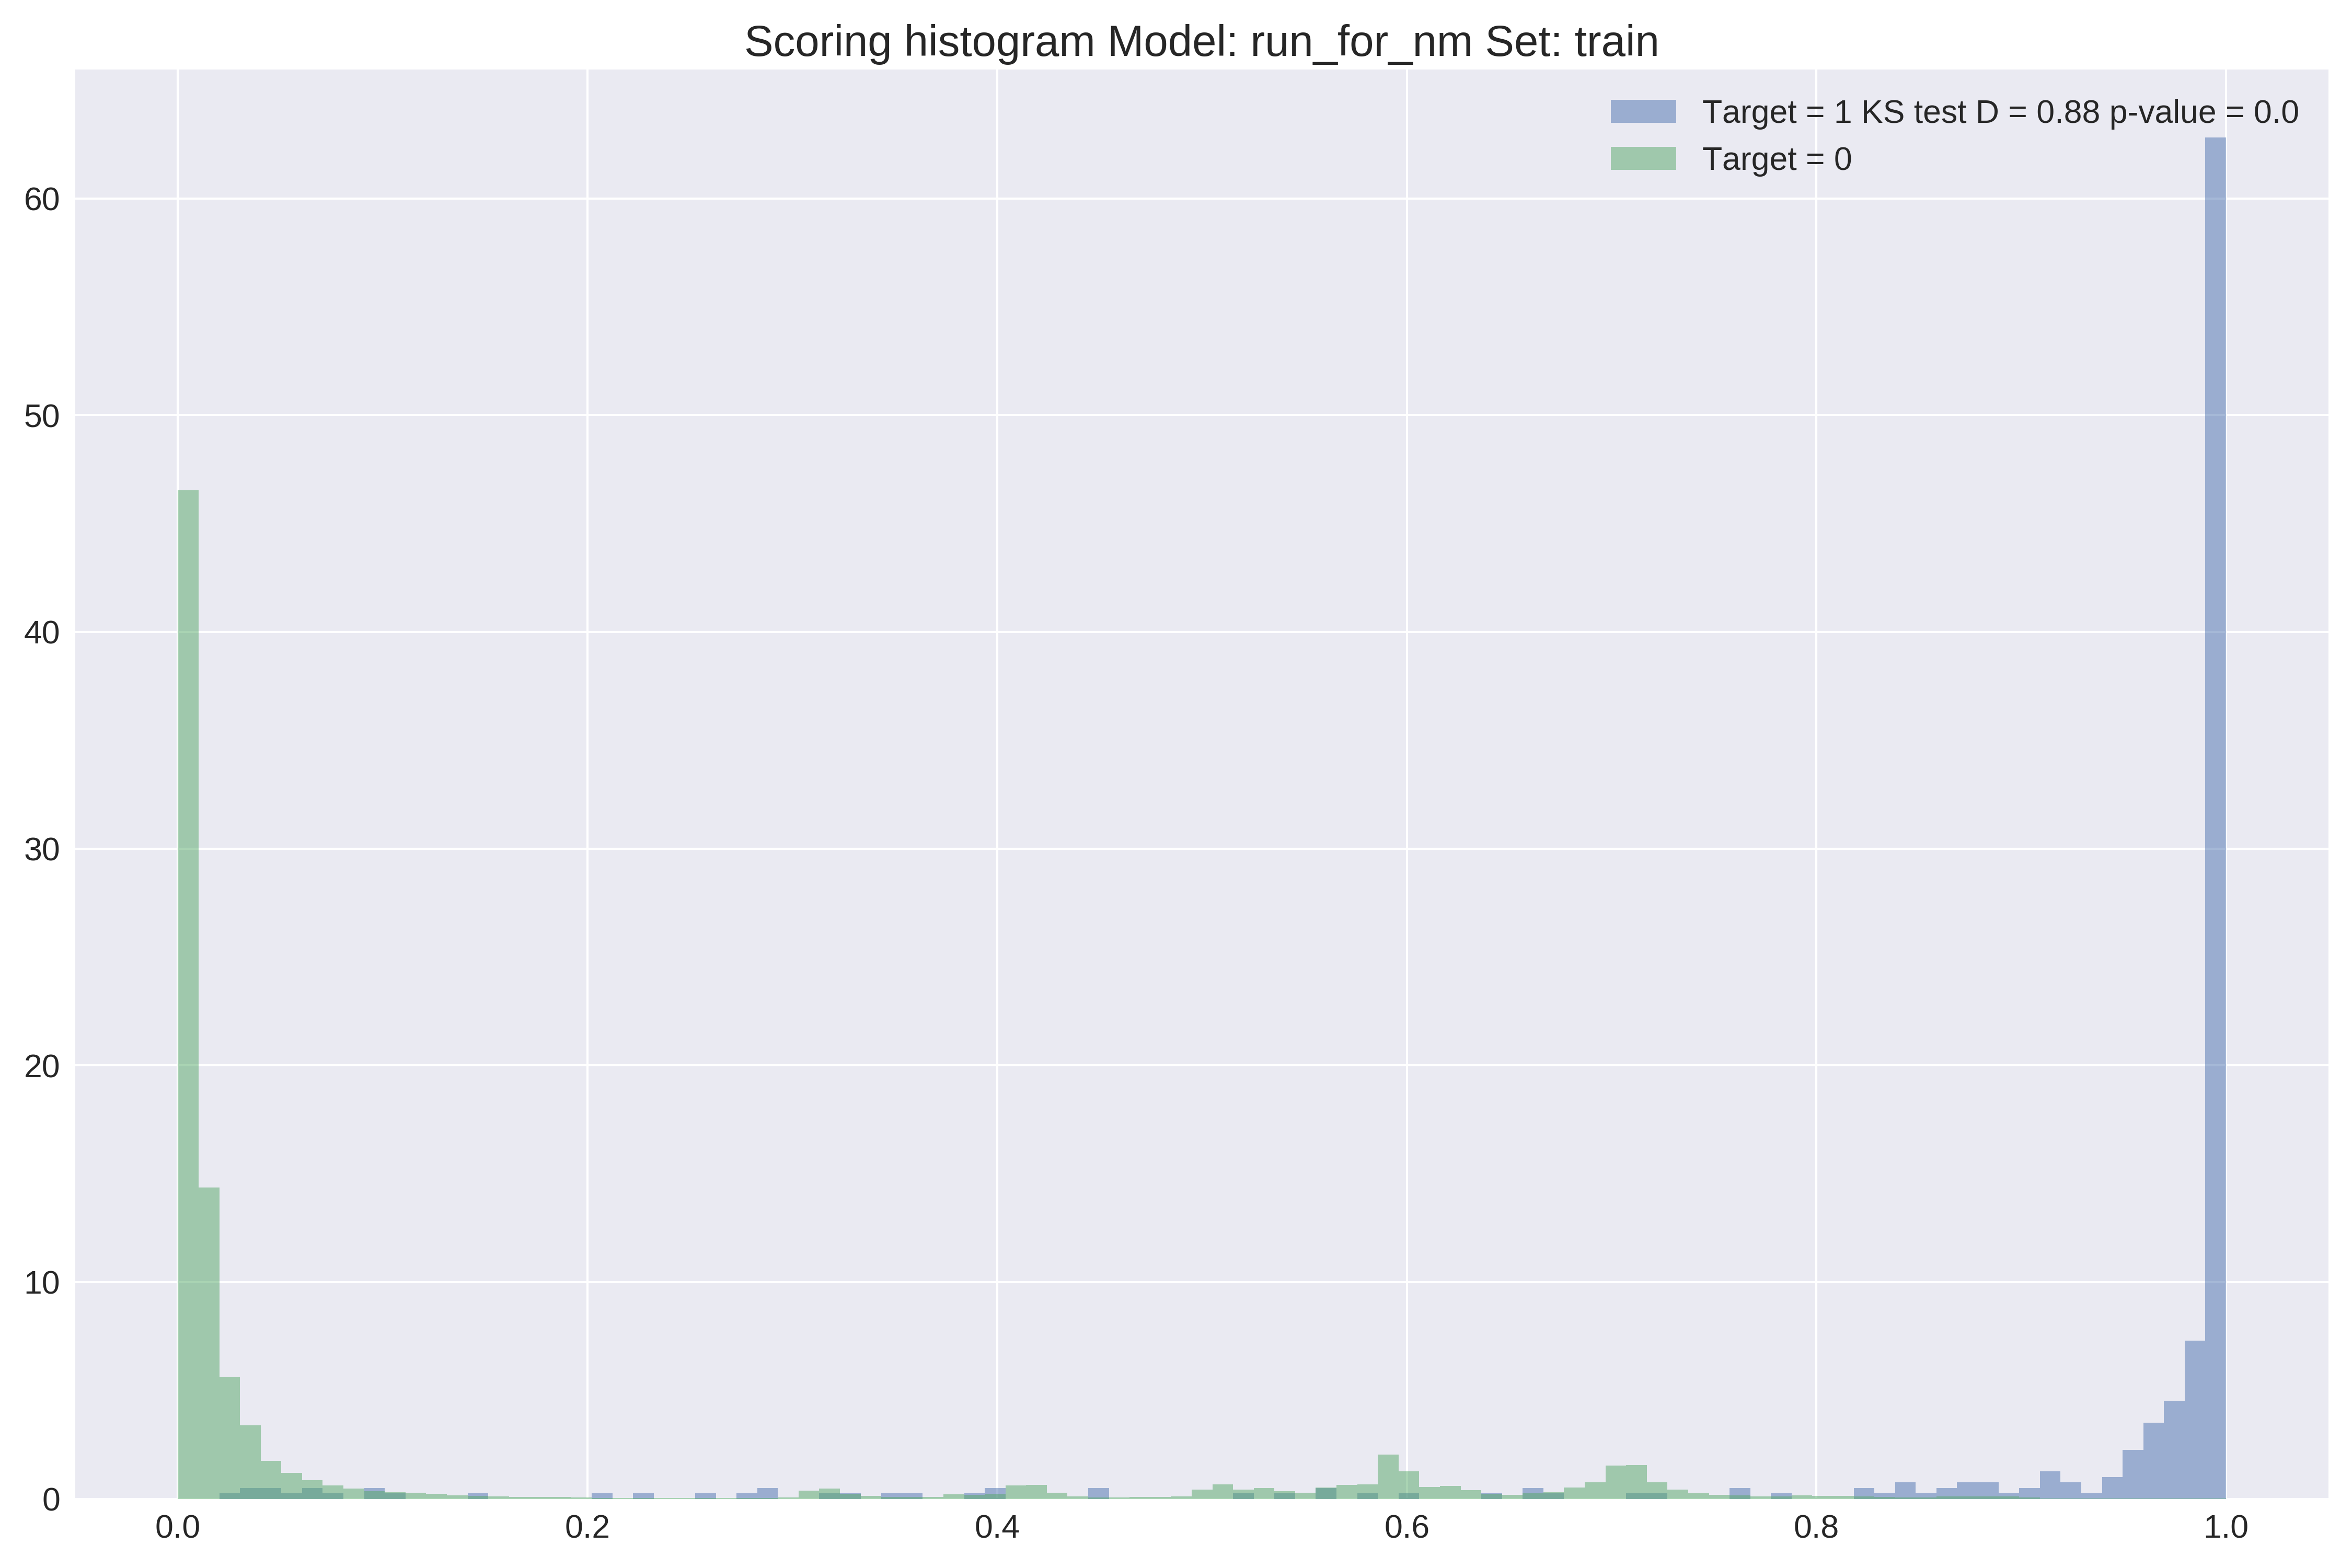 Scoring histogram Model: run_for_nm Set: train
Target = 1 KS test D = 0.88 p-value = 0.0
Target = 0
60
50
40
30
20
10
0
0.0 0.2 0.4 0.6 0.8 1.0